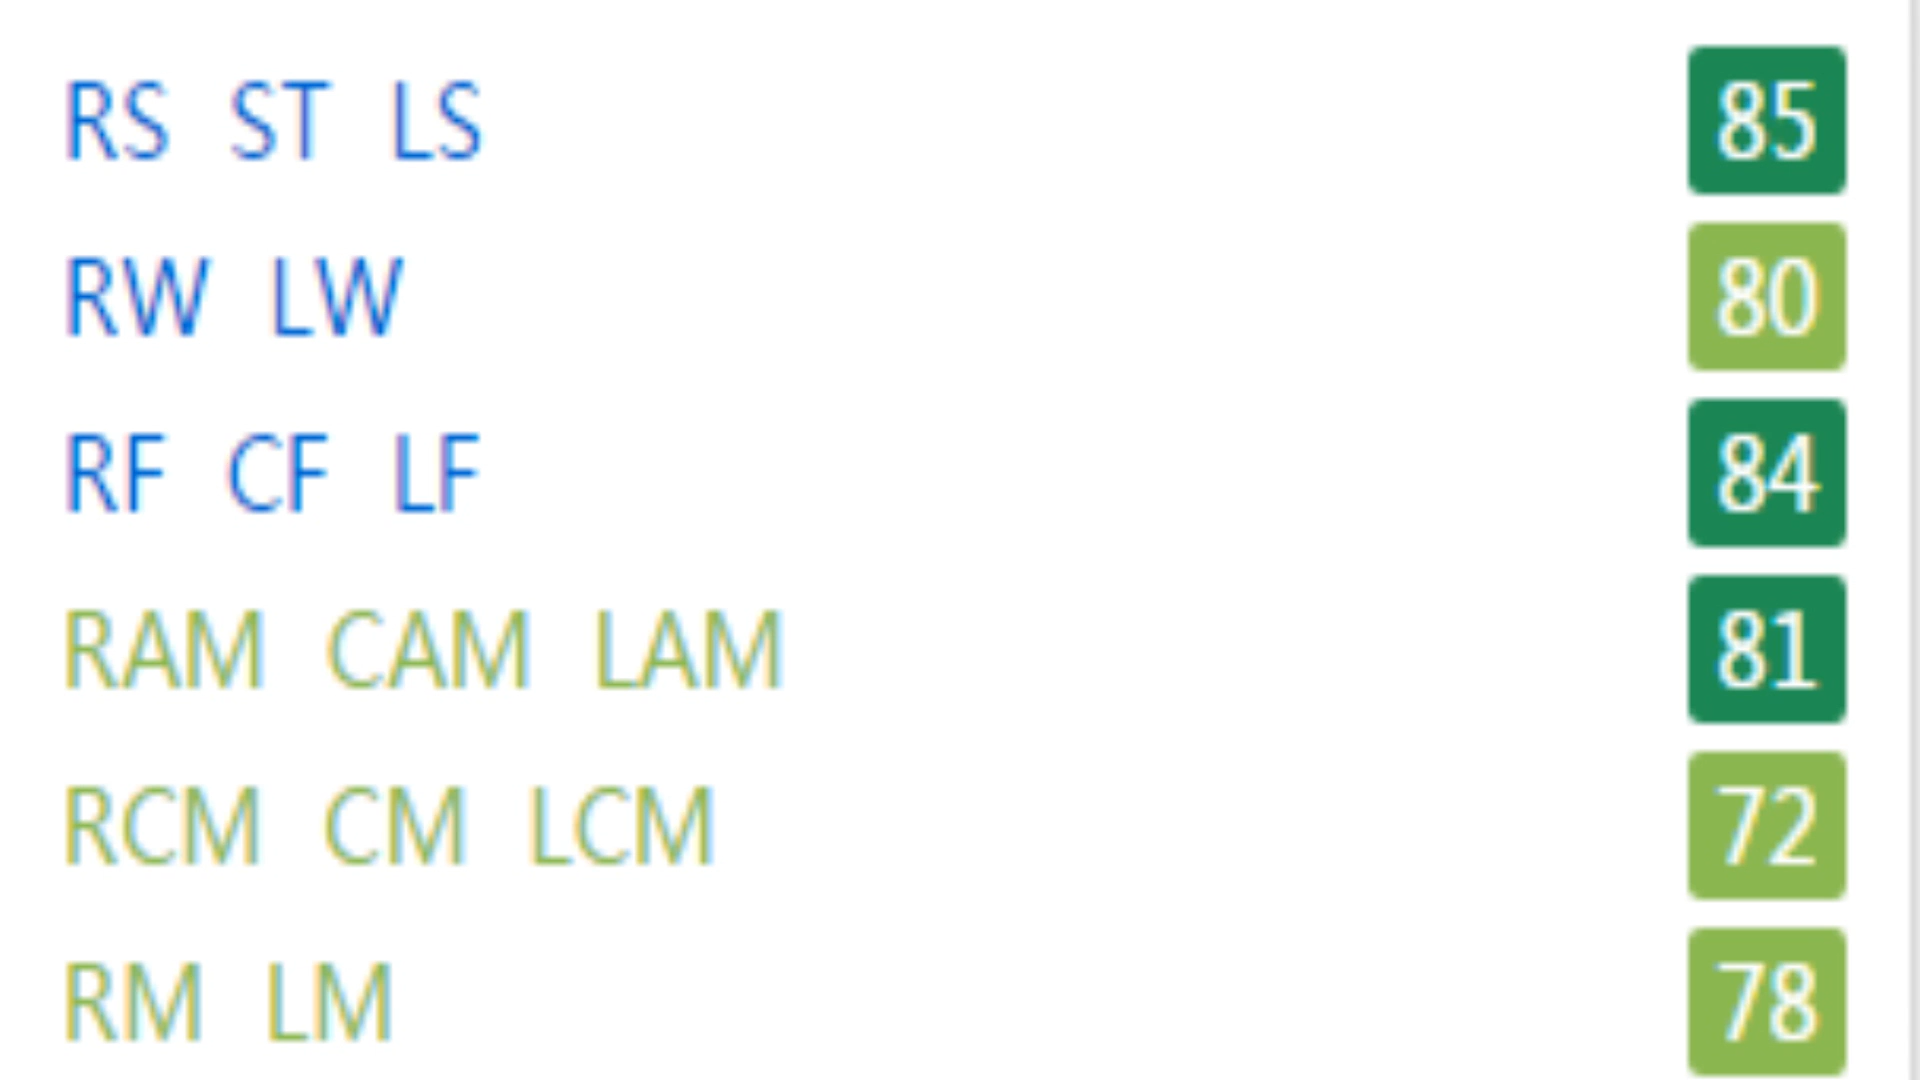 RS ST LS 85
RW LW 80
RF CF LF 84
RAM CAM LAM 81
RCM CM LCM 72
RM LM 78